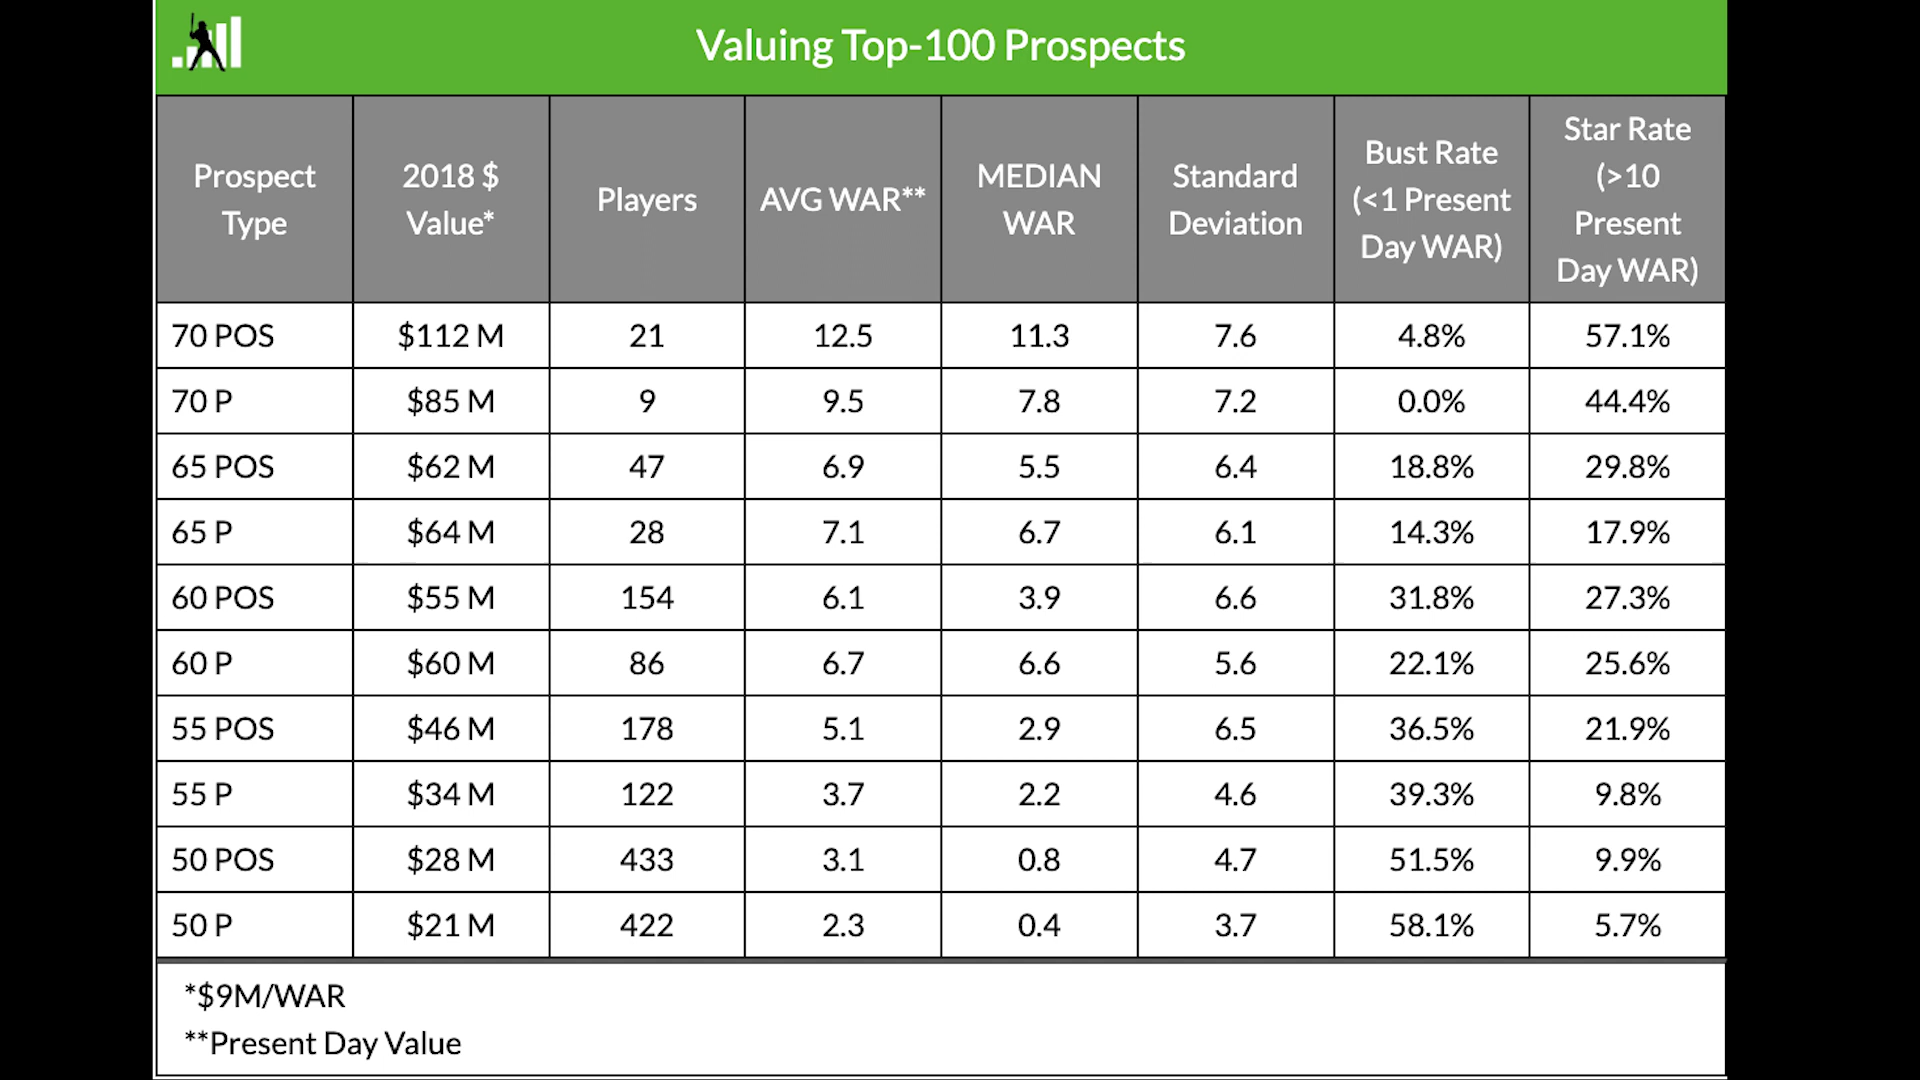 Valuing Top-100 Prospects
Prospect Type 2018 $ Value* Players AVG WAR** MEDIAN WAR Standard Deviation Bust Rate (<1 Present Day WAR) Star Rate (>10 Present Day WAR)
70 POS $112 M 21 12.5 11.3 7.6 4.8% 57.1%
70 P $85 M 9 9.5 7.8 7.2 0.0% 44.4%
65 POS $62 M 47 6.9 5.5 6.4 18.8% 29.8%
65 P $64 M 28 7.1 6.7 6.1 14.3% 17.9%
60 POS $55 M 154 6.1 3.9 6.6 31.8% 27.3%
60 P $60 M 86 6.7 6.6 5.6 22.1% 25.6%
55 POS $46 M 178 5.1 2.9 6.5 36.5% 21.9%
55 P $34 M 122 3.7 2.2 4.6 39.3% 9.8%
50 POS $28 M 433 3.1 0.8 4.7 51.5% 9.9%
50 P $21 M 422 2.3 0.4 3.7 58.1% 5.7%
*$9M/WAR
**Present Day Value